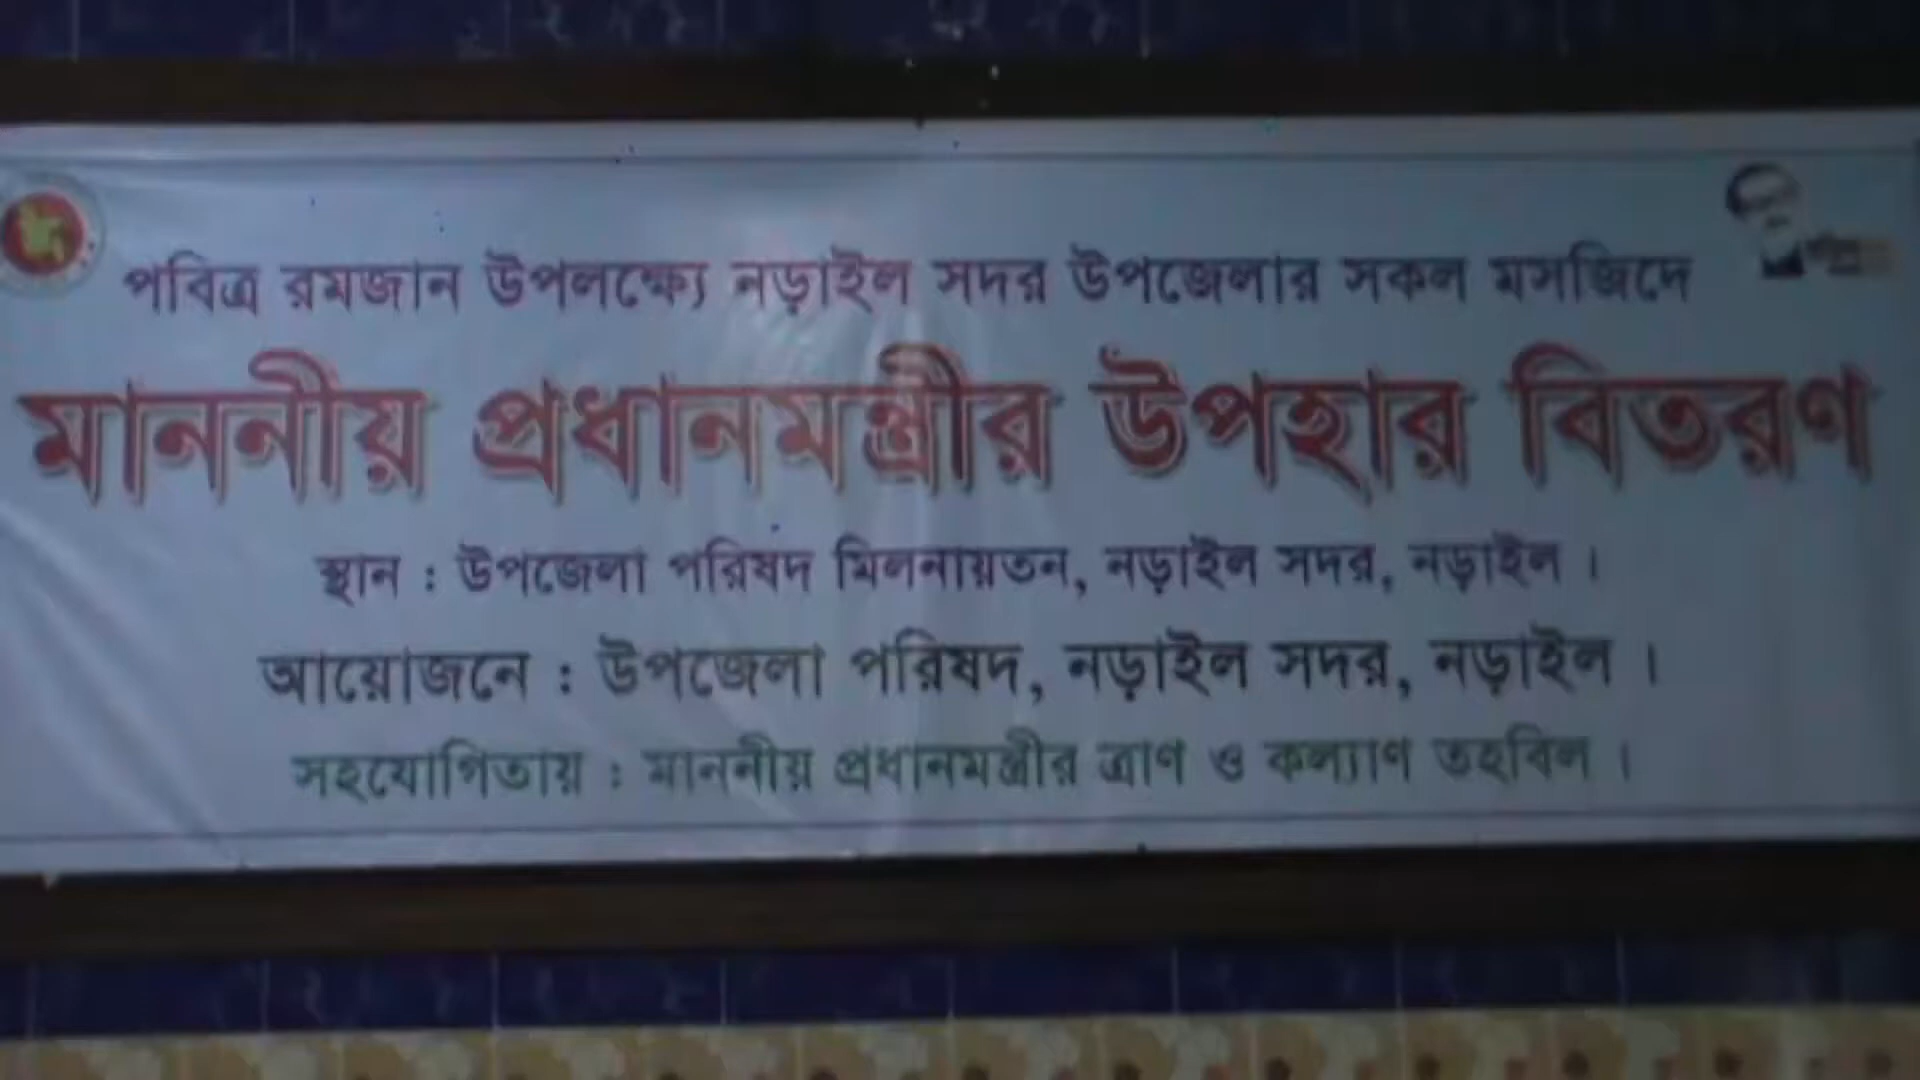 পবিত্র রমজান উপলক্ষ্যে নড়াইল সদর উপজেলার সকল মসজিদে
মাননীয় প্রধানমন্ত্রীর উপহার বিতরণ
স্থান : উপজেলা পরিষদ মিলনায়তন, নড়াইল সদর, নড়াইল ।
আয়োজনে : উপজেলা পরিষদ, নড়াইল সদর, নড়াইল ।
সহযোগিতায় : মাননীয় প্রধানমন্ত্রীর ত্রাণ ও কল্যাণ তহবিল ।